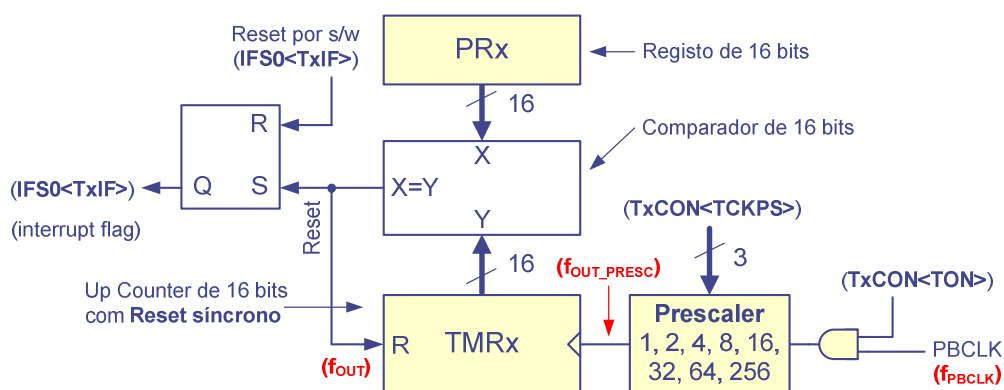 Reset por s/w
(IFS0<TxIF>)
PRx
Registo de 16 bits
16
R
Q
S
(IFS0<TxIF>)
(interrupt flag)
X
X=Y
Y
Comparador de 16 bits
Reset
16
(TxCON<TCKPS>)
3
(fOUT_PRESC)
(TxCON<TON>)
Up Counter de 16 bits
com Reset síncrono
R
TMRx
(fOUT)
Prescaler
1, 2, 4, 8, 16,
32, 64, 256
PBCLK
(fPBCLK)